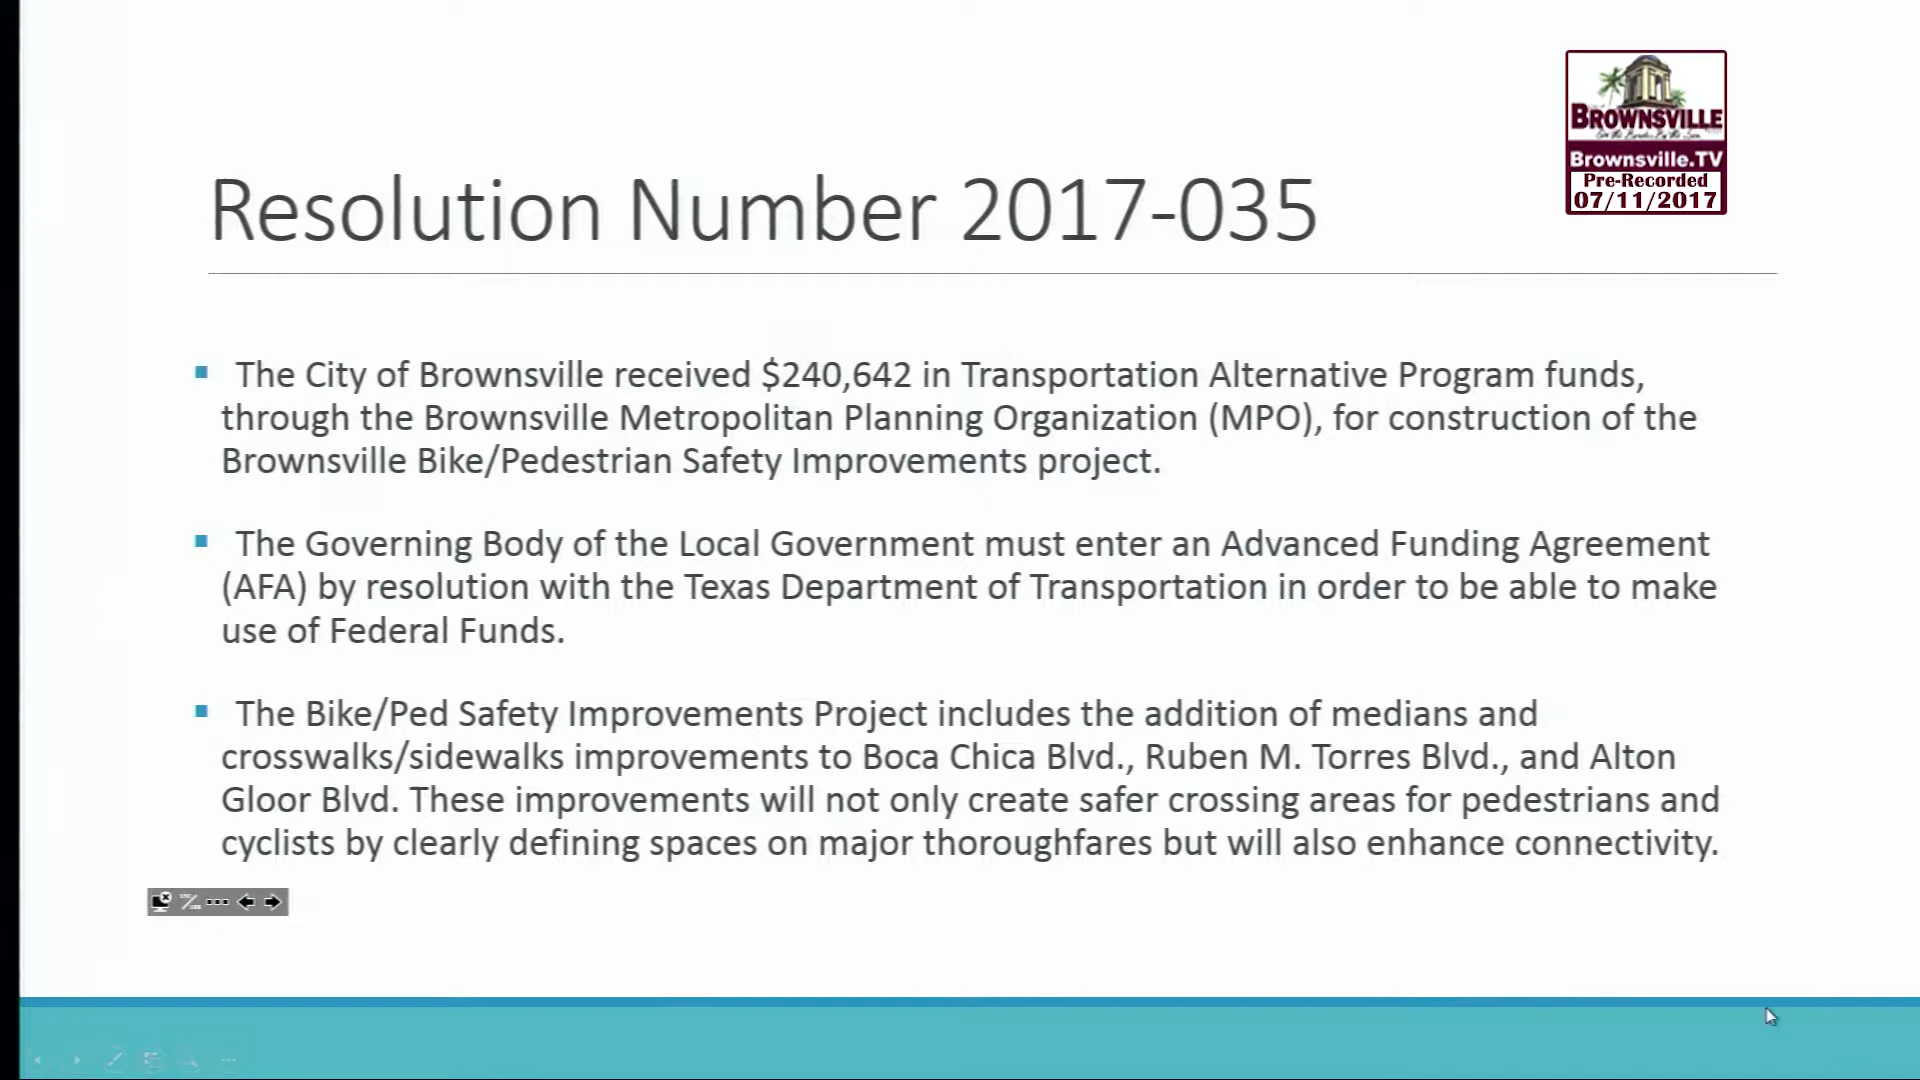 BROWNSVILLE
Brownsville.TV
Pre-Recorded
07/11/2017
Resolution Number 2017-035
The City of Brownsville received $240,642 in Transportation Alternative Program funds,
through the Brownsville Metropolitan Planning Organization (MPO), for construction of the
Brownsville Bike/Pedestrian Safety Improvements project.
The Governing Body of the Local Government must enter an Advanced Funding Agreement
(AFA) by resolution with the Texas Department of Transportation in order to be able to make
use of Federal Funds.
The Bike/Ped Safety Improvements Project includes the addition of medians and
crosswalks/sidewalks improvements to Boca Chica Blvd., Ruben M. Torres Blvd., and Alton
Gloor Blvd. These improvements will not only create safer crossing areas for pedestrians and
cyclists by clearly defining spaces on major thoroughfares but will also enhance connectivity.